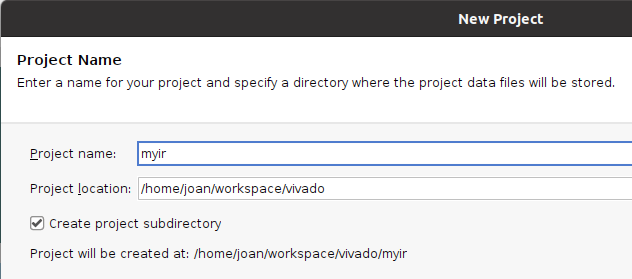 New Project
Project Name
Enter a name for your project and specify a directory where the project data files will be stored.
Project name: myir
Project location: /home/joan/workspace/vivado
Create project subdirectory
Project will be created at: /home/joan/workspace/vivado/myir